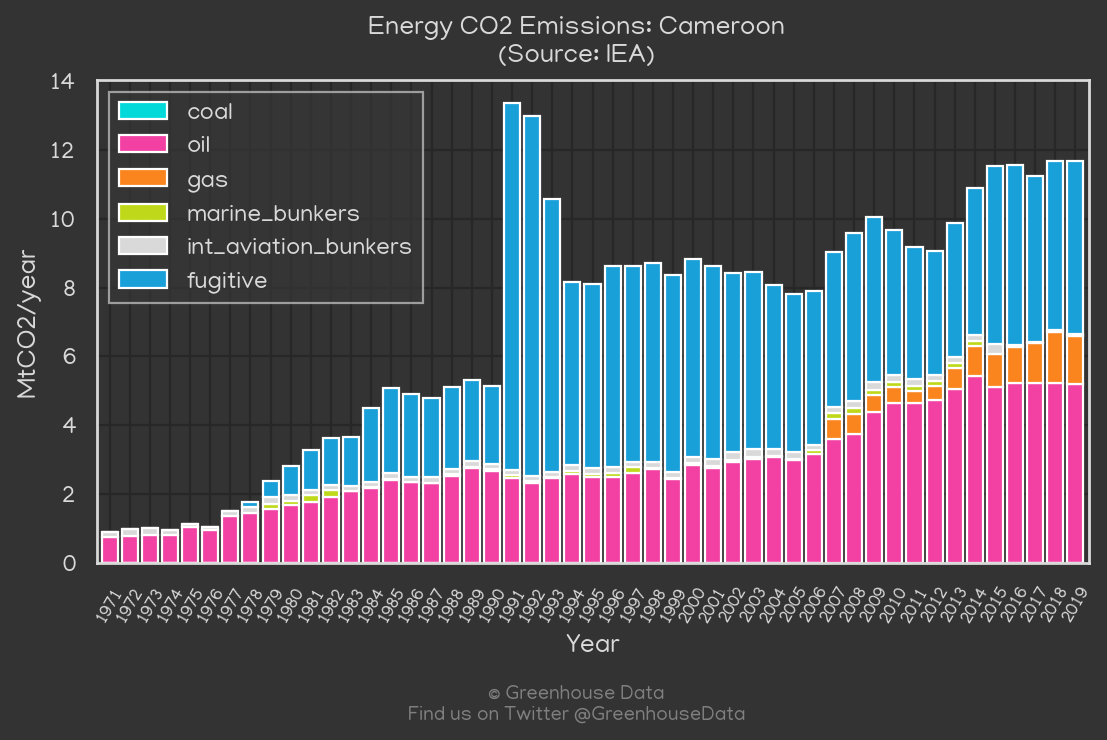 Energy CO2 Emissions: Cameroon
(Source: IEA)
MtCO2/year
14
12
10
8
6
4
2
0
coal
oil
gas
marine_bunkers
int_aviation_bunkers
fugitive
1971 1972 1973 1974 1975 1976 1977 1978 1979 1980 1981 1982 1983 1984 1985 1986 1987 1988 1989 1990 1991 1992 1993 1994 1995 1996 1997 1998 1999 2000 2001 2002 2003 2004 2005 2006 2007 2008 2009 2010 2011 2012 2013 2014 2015 2016 2017 2018 2019
Year
© Greenhouse Data
Find us on Twitter @GreenhouseData